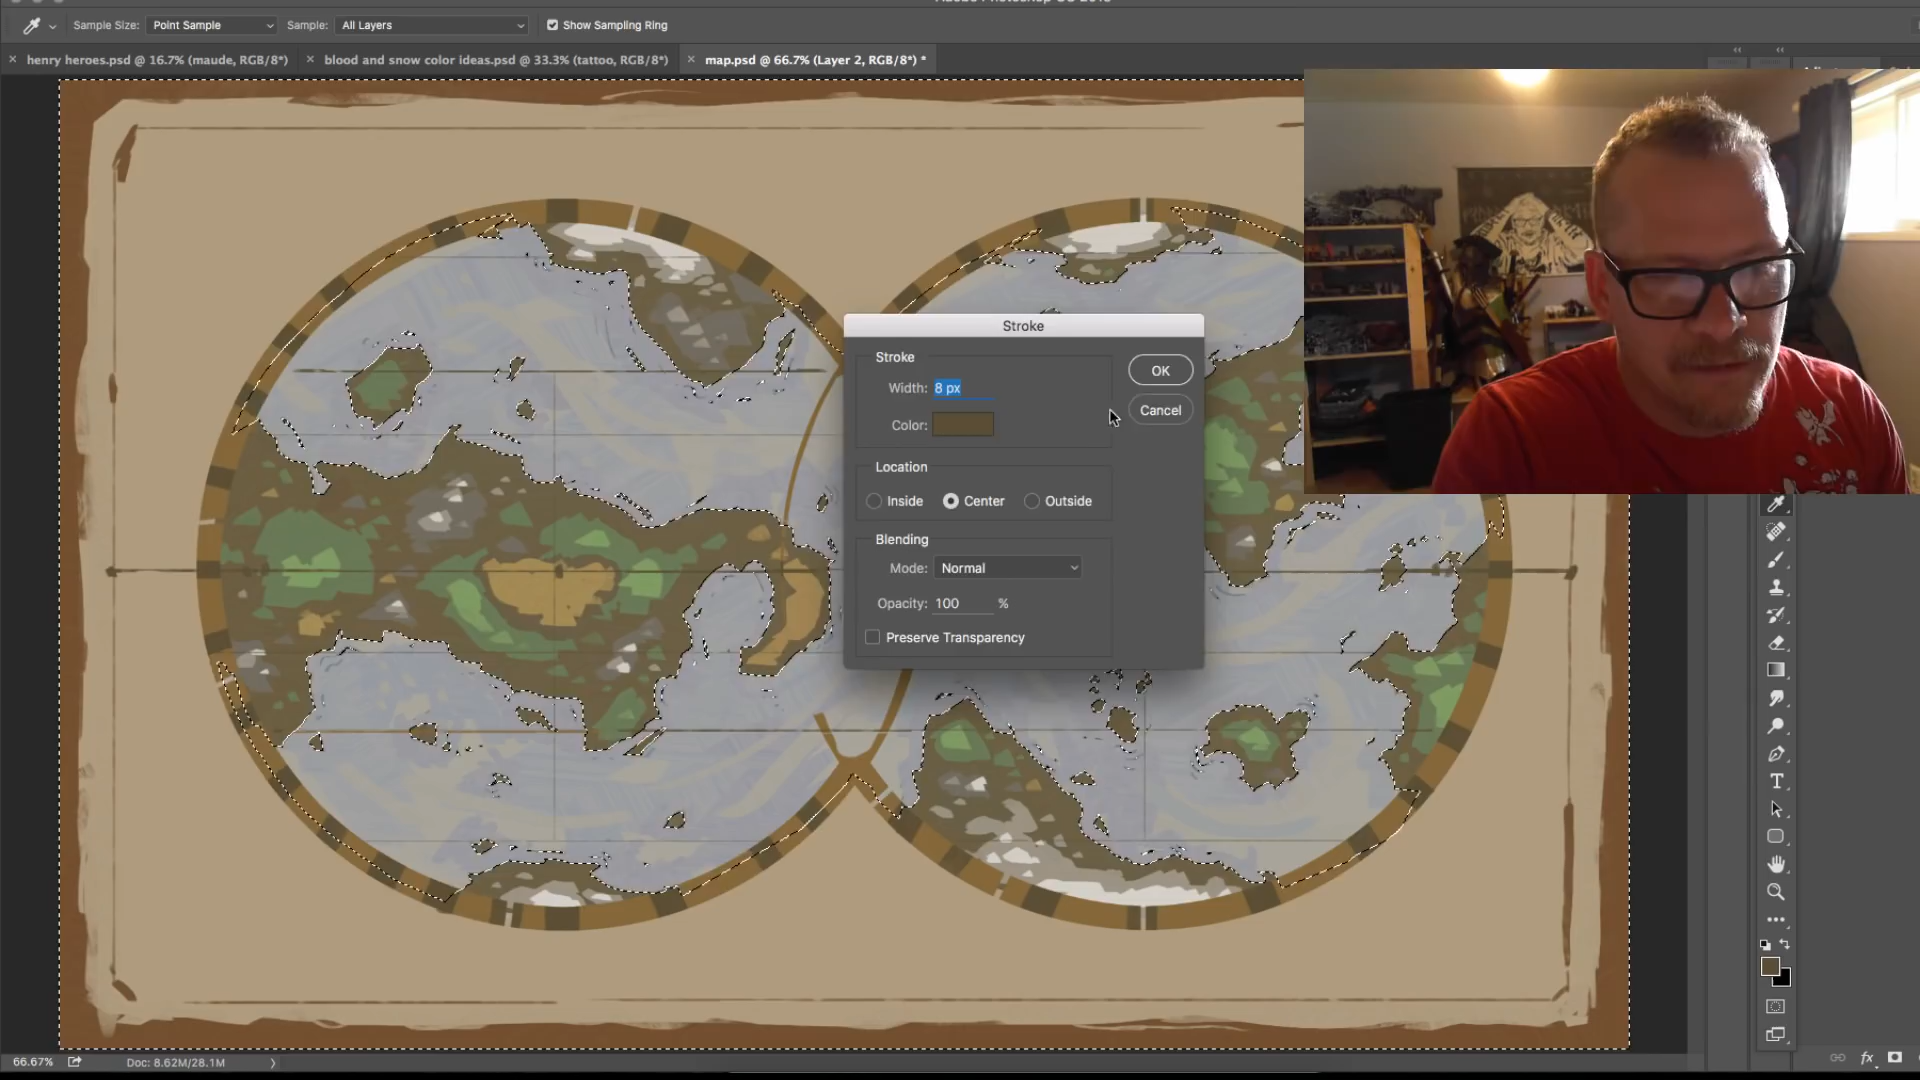 Sample Size: Point Sample Sample: All Layers Show Sampling Ring
henry heroes.psd @ 16.7% (maude, RGB/8*) blood and snow color ideas.psd @ 33.3% (tattoo, RGB/8*) map.psd @ 66.7% (Layer 2, RGB/8*) *
Stroke
Stroke
Width: 8 px
Color:
OK
Cancel
Location
Inside Center Outside
Blending
Mode: Normal
Opacity: 100 %
Preserve Transparency
66.67% Doc: 8.62M/28.1M
fx